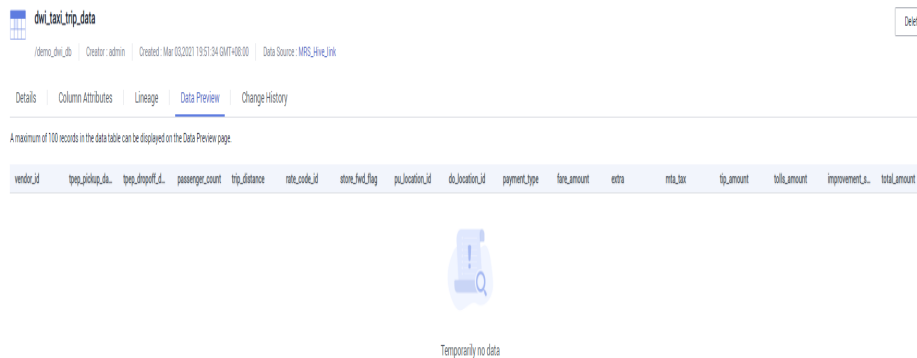 dwi_taxi_trip_data
Delet
/demo_dwi_db Creator : admin Created : Mar 03,2021 19:51:34 GMT+08:00 Data Source : MRS_Hive_link
Details Column Attributes Lineage Data Preview Change History
A maximum of 100 records in the data table can be displayed on the Data Preview page.
vendor_id tpep_pickup_da... tpep_dropoff_d... passenger_count trip_distance rate_code_id store_fwd_flag pu_location_id do_location_id payment_type fare_amount extra mta_tax tip_amount tolls_amount improvement_s... total_amount
Temporarily no data